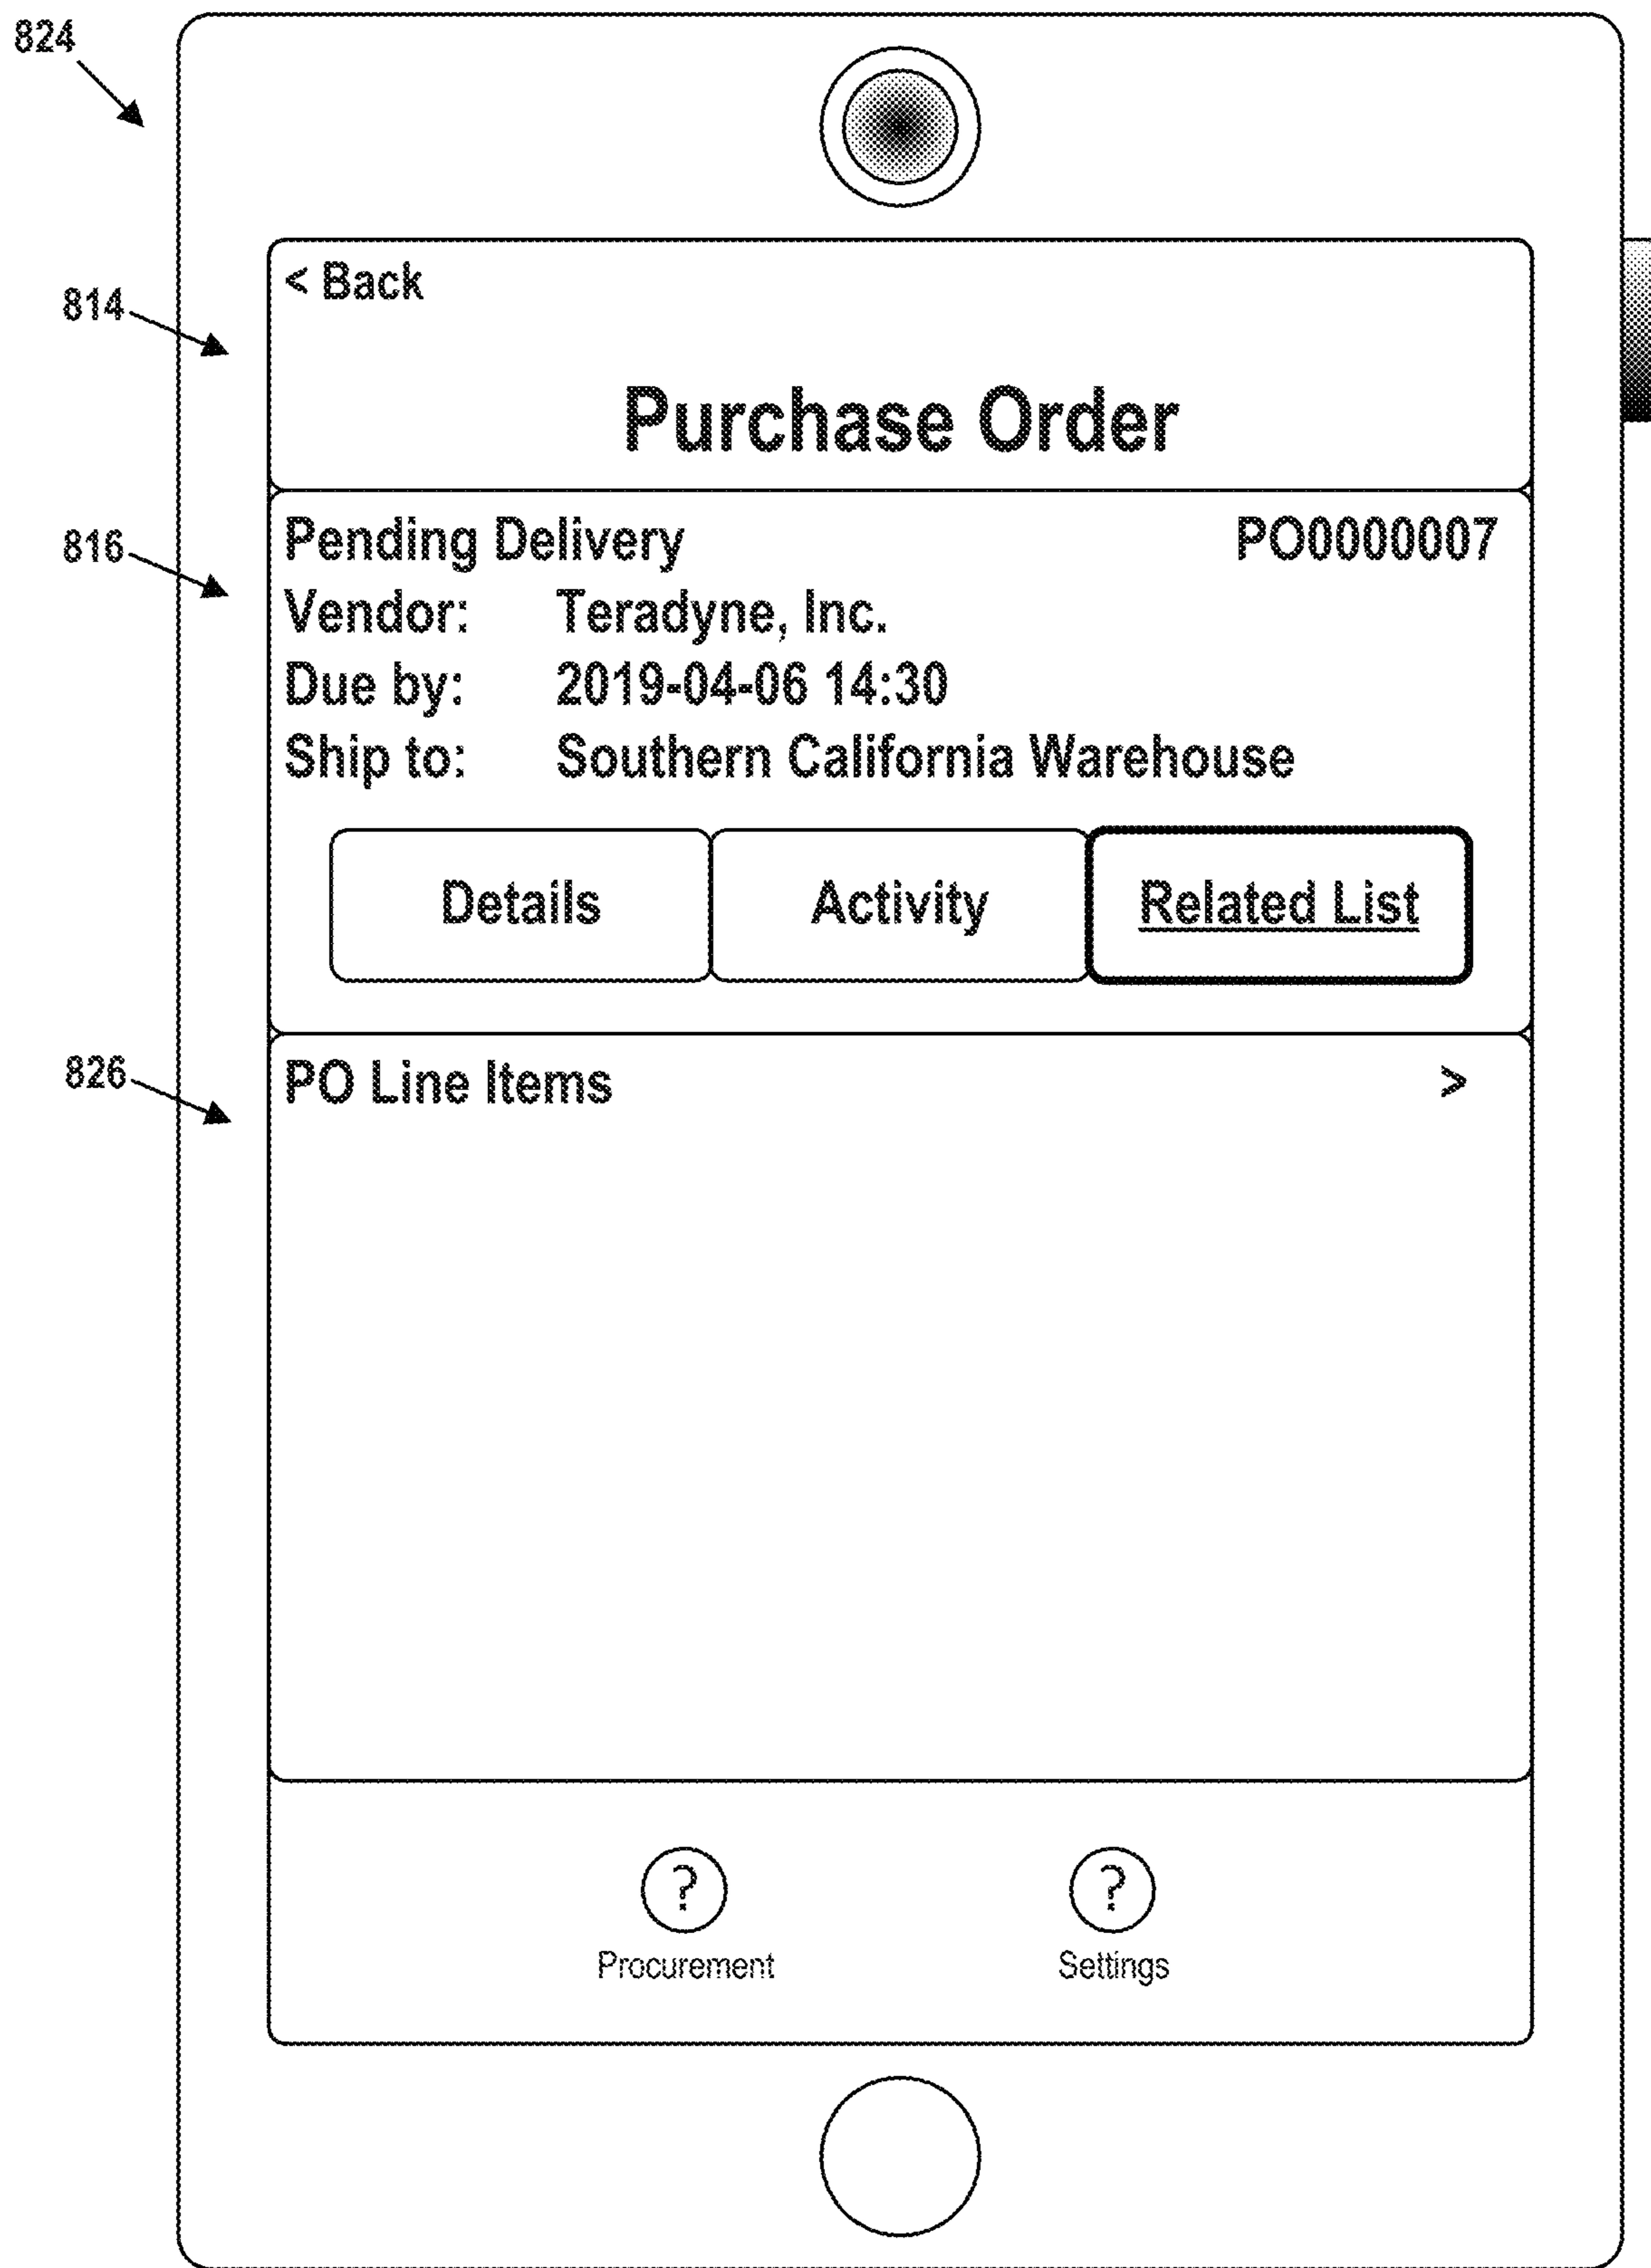 824
< Back
814
Purchase Order
816
Pending Delivery PO0000007
Vendor: Teradyne, Inc.
Due by: 2019-04-06 14:30
Ship to: Southern California Warehouse
Details Activity Related List
826
PO Line Items >
? ?
Procurement Settings